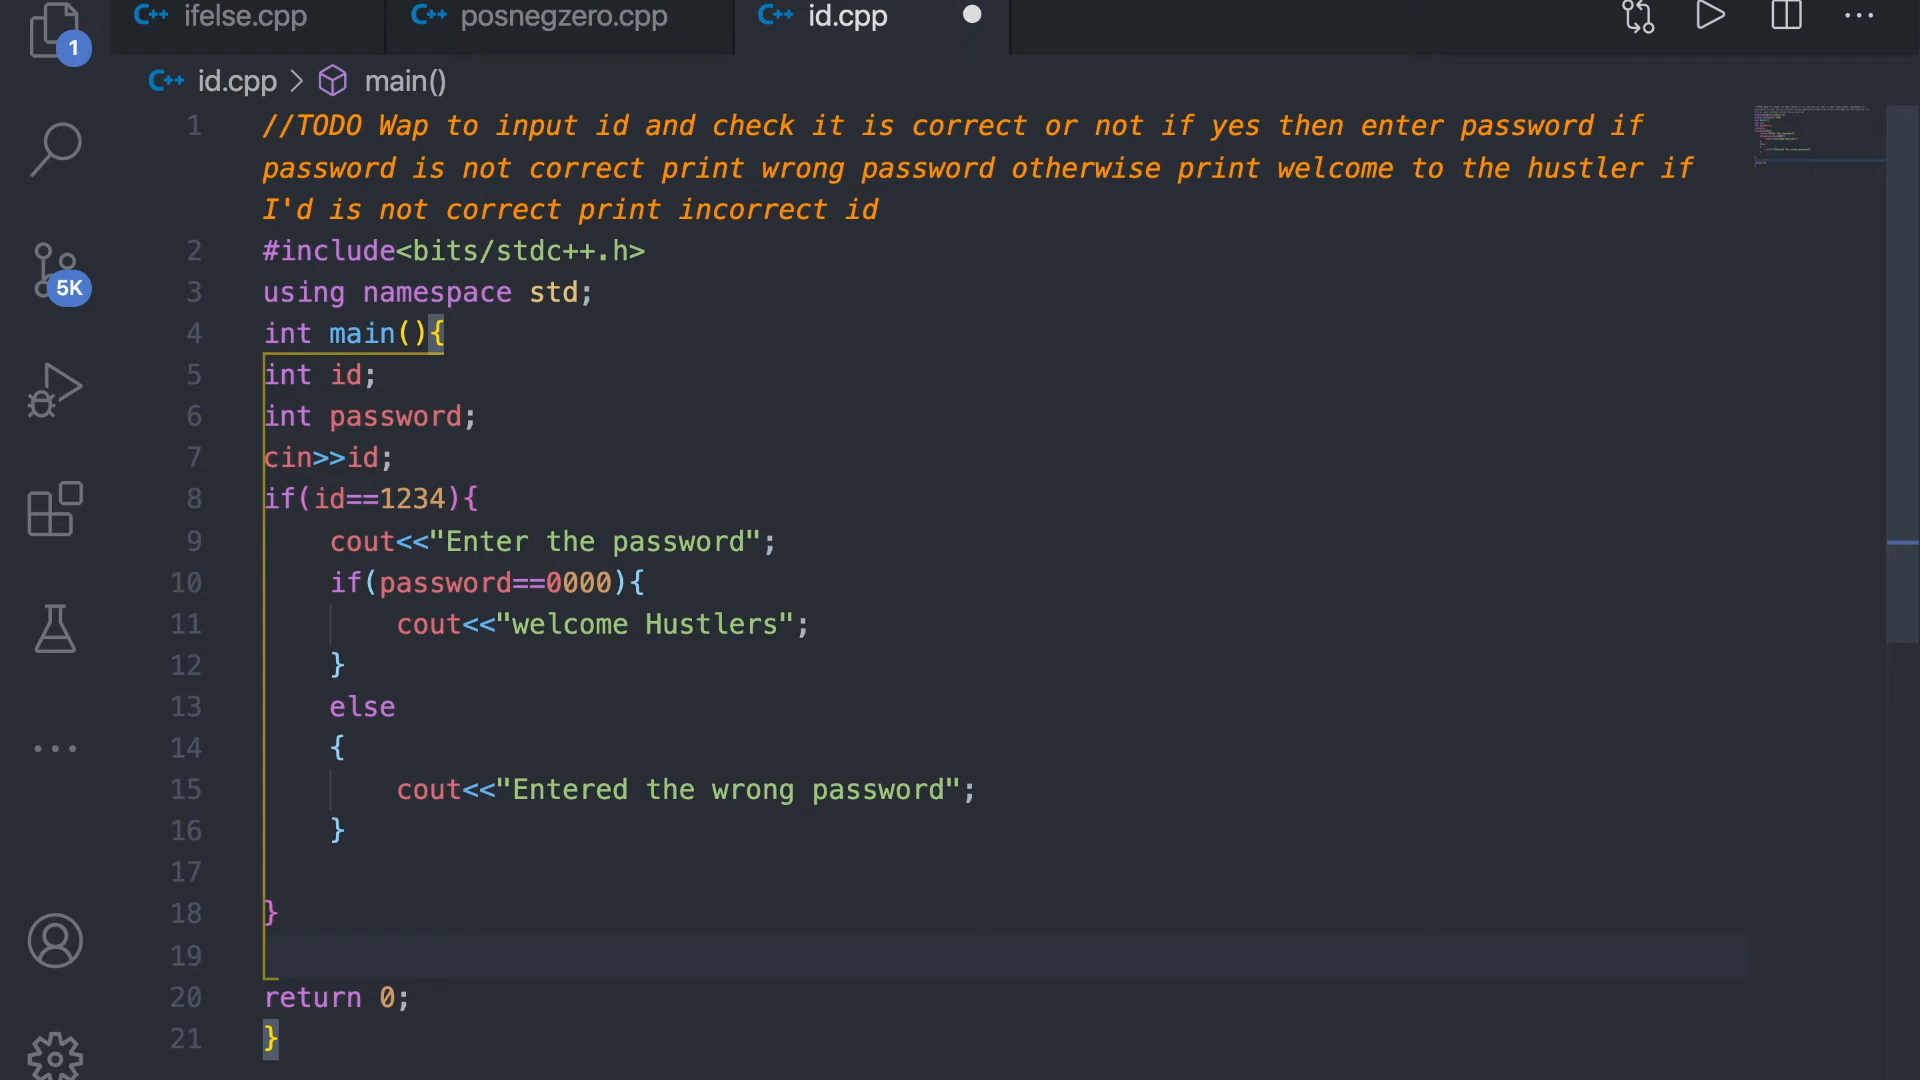 C++ ifelse.cpp
C++ posnegzero.cpp
C++ id.cpp
1
C++ id.cpp > main()
1 //TODO Wap to input id and check it is correct or not if yes then enter password if
password is not correct print wrong password otherwise print welcome to the hustler if
I'd is not correct print incorrect id
2 #include<bits/stdc++.h>
3 using namespace std;
4 int main(){
5 int id;
5K
6 int password;
7 cin>>id;
8 if(id==1234){
9     cout<<"Enter the password";
10     if(password==0000){
11         cout<<"welcome Hustlers";
12     }
13     else
14     {
15         cout<<"Entered the wrong password";
16     }
17
18 }
19
20 return 0;
21 }